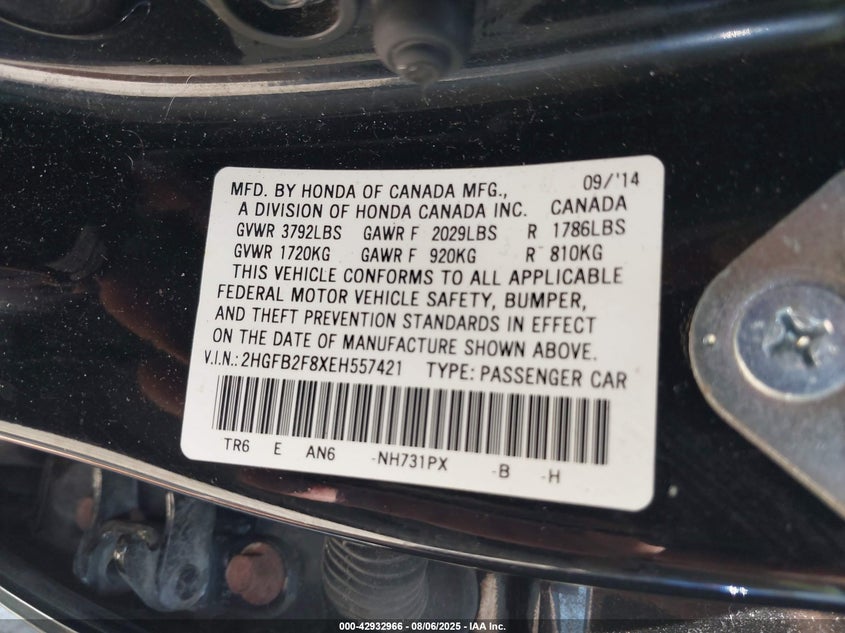 MFD. BY HONDA OF CANADA MFG., 09/'14
A DIVISION OF HONDA CANADA INC. CANADA
GVWR 3792LBS GAWR F 2029LBS R 1786LBS
GVWR 1720KG GAWR F 920KG R 810KG
THIS VEHICLE CONFORMS TO ALL APPLICABLE
FEDERAL MOTOR VEHICLE SAFETY, BUMPER,
AND THEFT PREVENTION STANDARDS IN EFFECT
ON THE DATE OF MANUFACTURE SHOWN ABOVE.
V.I.N.: 2HGFB2F8XEH557421 TYPE: PASSENGER CAR
TR6 E AN6 -NH731PX -B -H
000-42932966 - 08/06/2025 - IAA Inc.